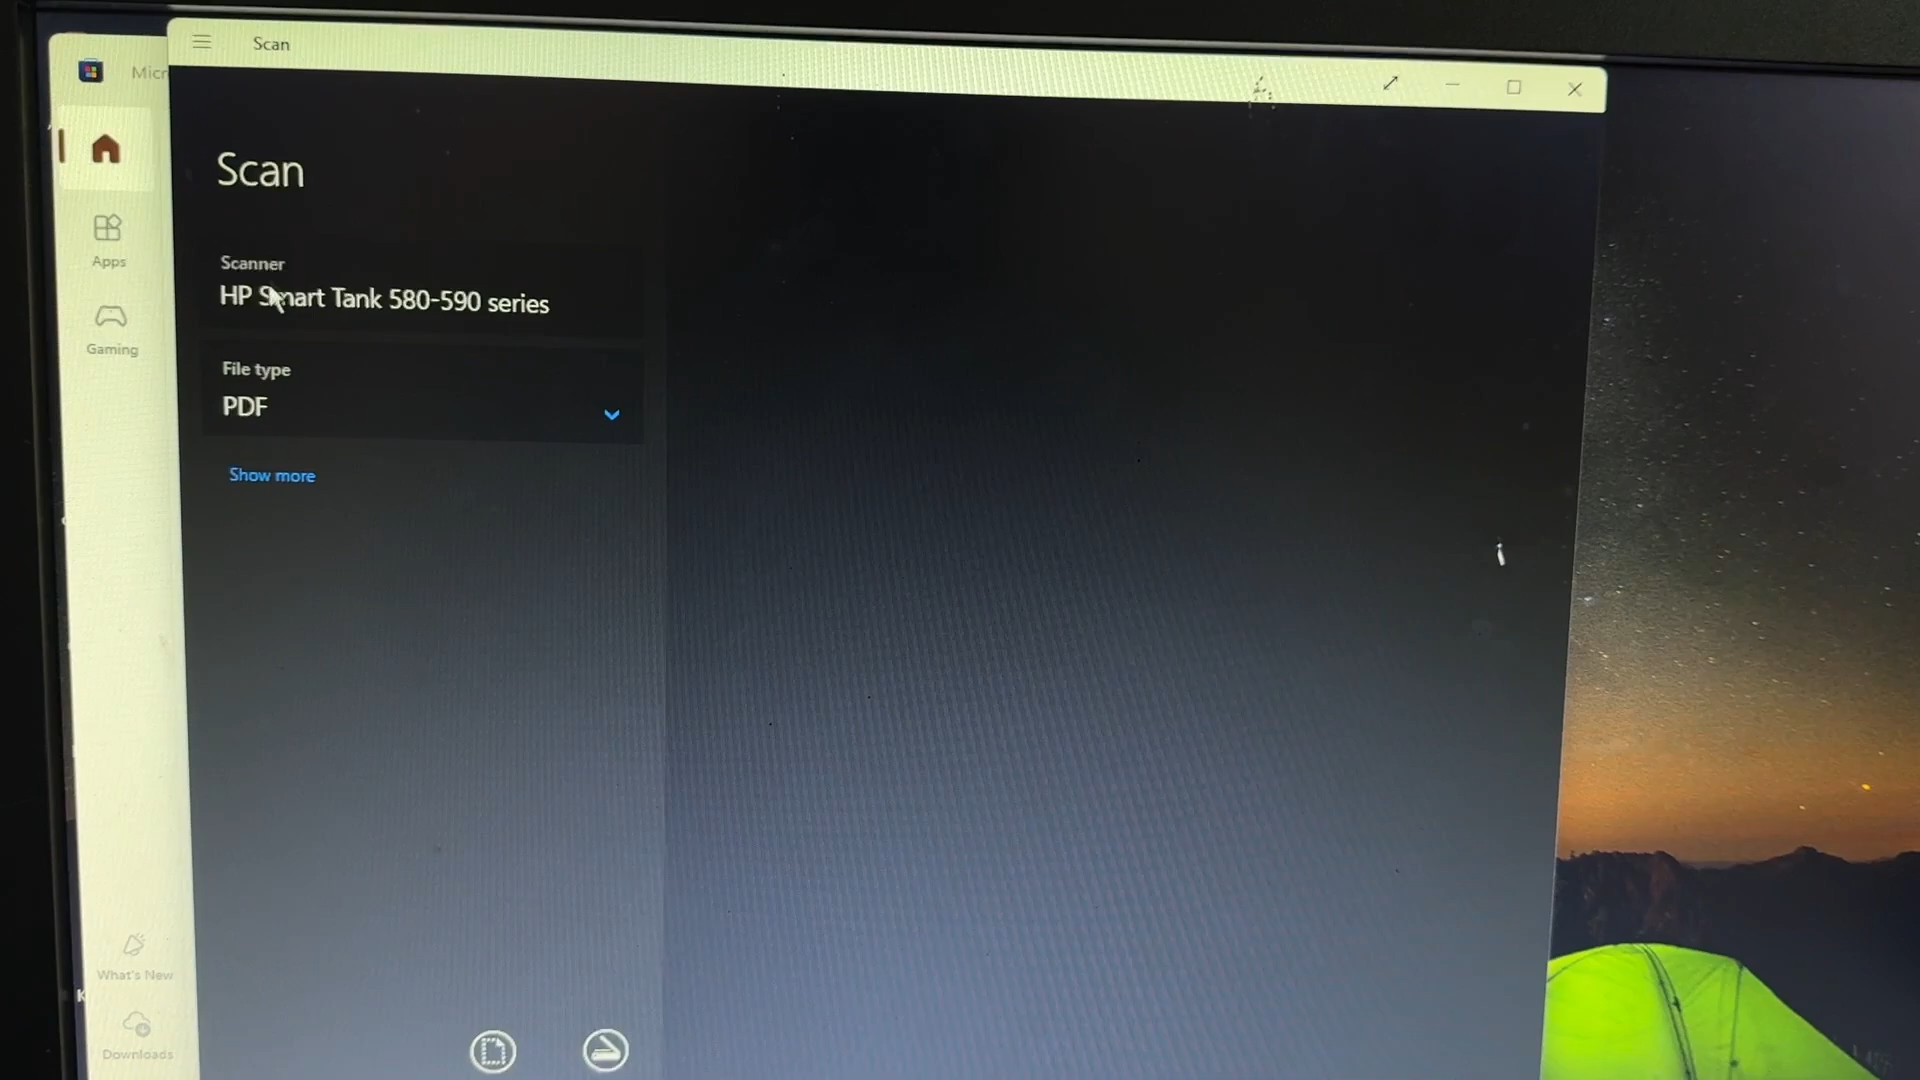 Scan
Micr
Scan
Scanner
HP Smart Tank 580-590 series
File type
PDF
Show more
Apps
Gaming
What's New
K
Downloads